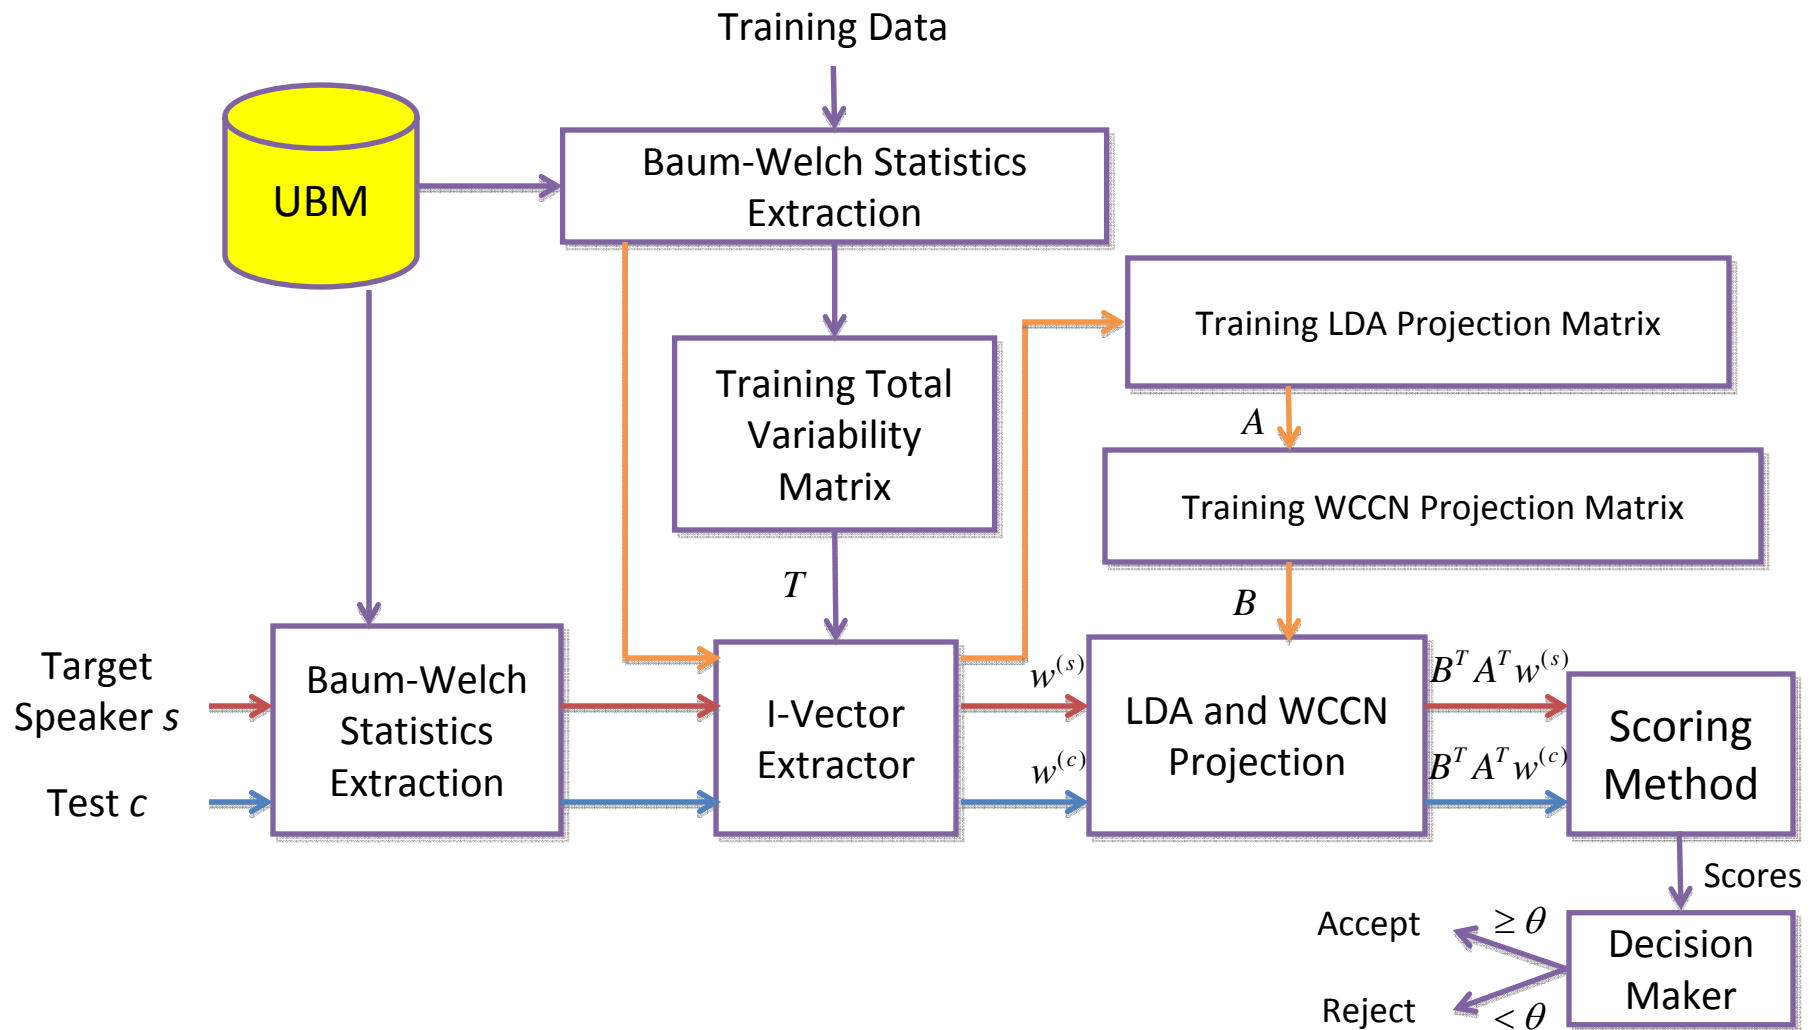 Training Data
UBM
Baum-Welch Statistics
Extraction
Training LDA Projection Matrix
A
Training Total
Variability
Matrix
Training WCCN Projection Matrix
T
B
Target
Speaker s
Test c
Baum-Welch
Statistics
Extraction
I-Vector
Extractor
w^(s)
w^(c)
LDA and WCCN
Projection
B^T A^T w^(s)
B^T A^T w^(c)
Scoring
Method
Scores
Decision
Maker
Accept
≥ θ
Reject
< θ